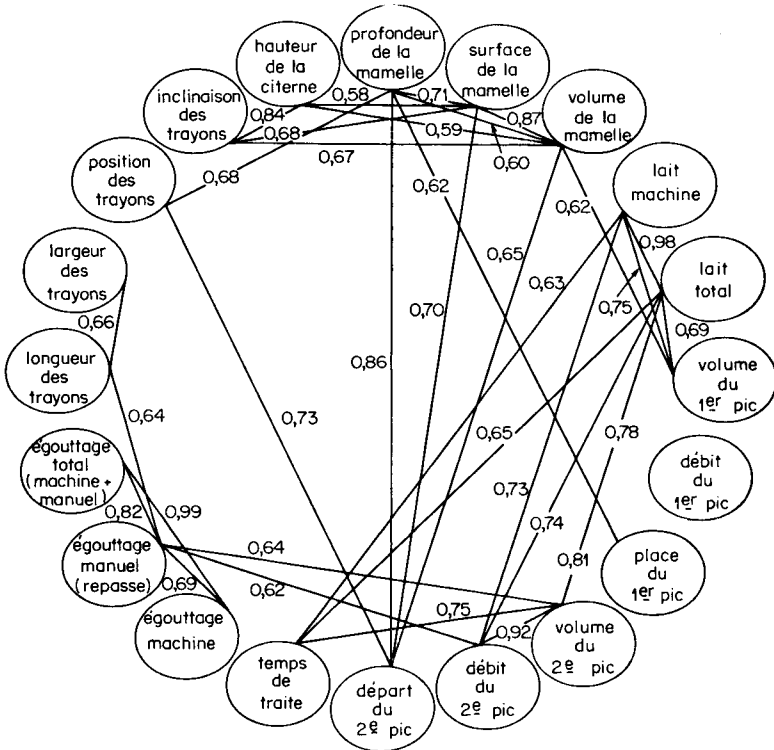 profondeur
de la
mamelle
hauteur
de la
citerne
surface
de la
mamelle
inclinaison
des
trayons
volume
de la
mamelle
position
des
trayons
lait
machine
largeur
des
trayons
lait
total
longueur
des
trayons
volume
du
1er pic
égouttage
total
(machine +
manuel)
débit
du
1er pic
égouttage
manuel
(repasse)
place
du
1er pic
égouttage
machine
volume
du
2e pic
temps
de
traite
départ
du
2e pic
débit
du
2e pic
0,58
0,71
0,84
0,87
0,68
0,59
0,67
0,60
0,68
0,62
0,62
0,98
0,65
0,63
0,75
0,70
0,69
0,66
0,86
0,64
0,73
0,65
0,78
0,82
0,99
0,73
0,74
0,64
0,81
0,69
0,62
0,75
0,92